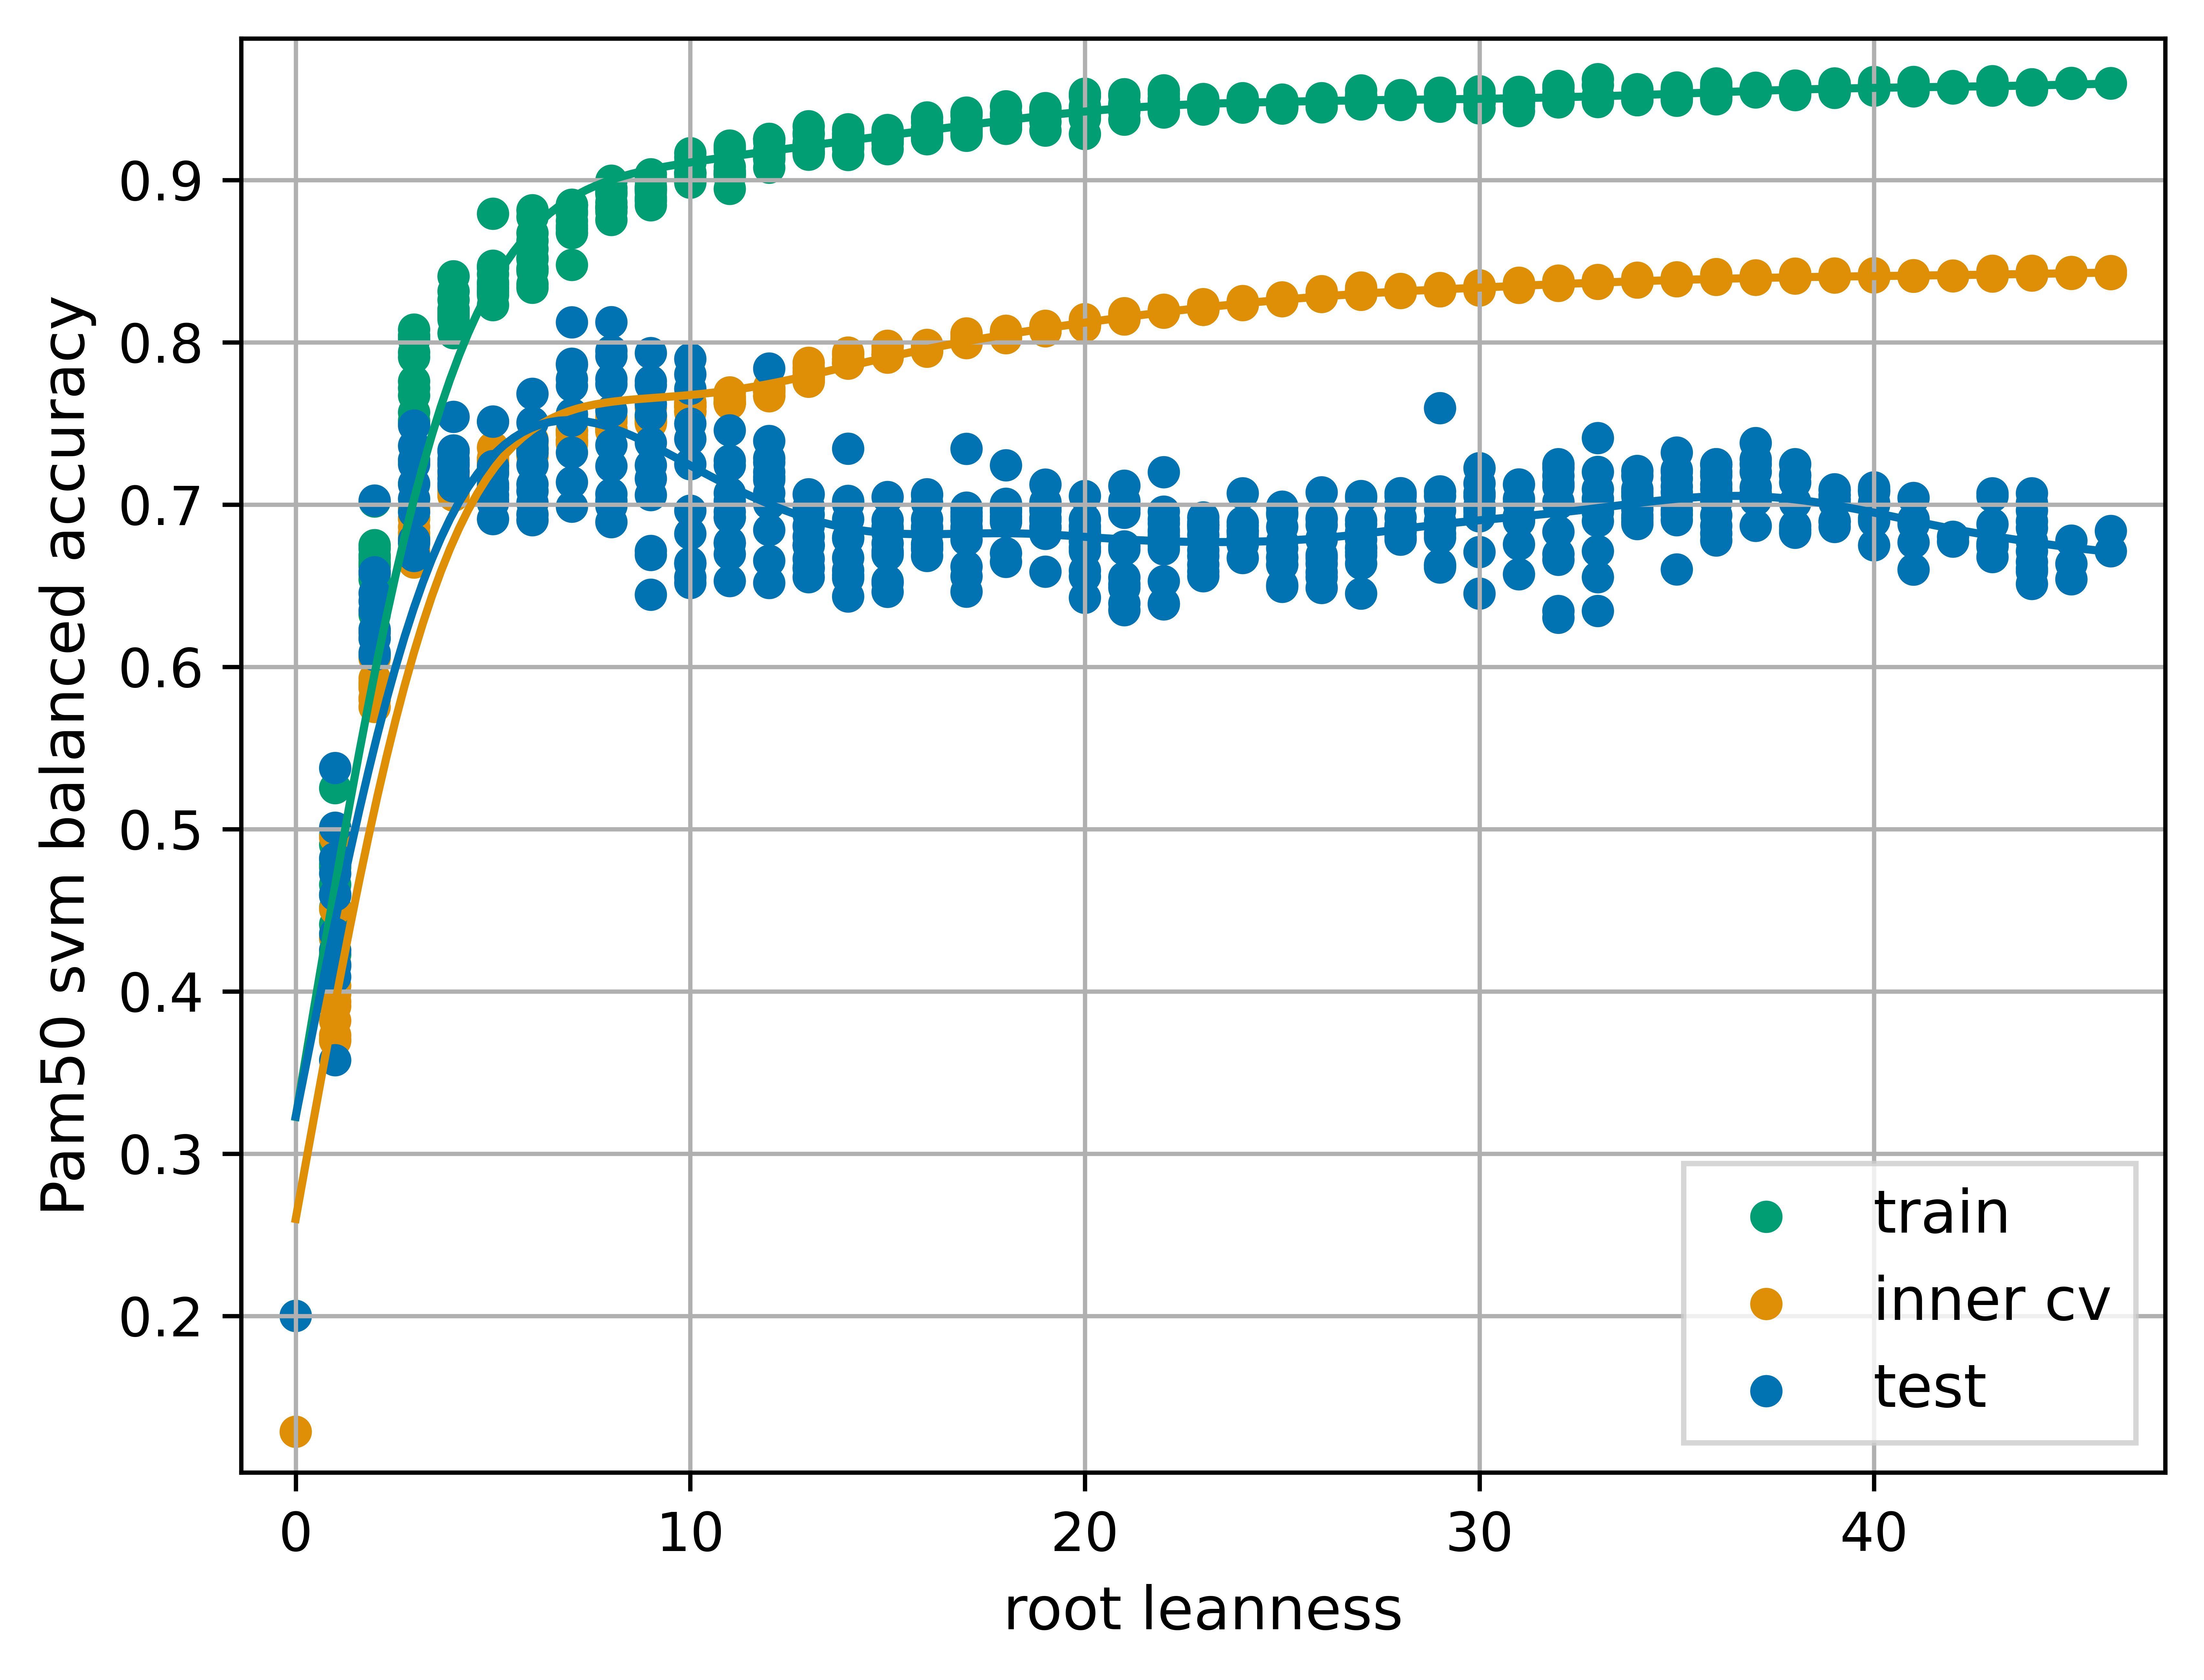 Pam50 svm balanced accuracy
0.9
0.8
0.7
0.6
0.5
0.4
0.3
0.2
train
inner cv
test
0 10 20 30 40
root leanness